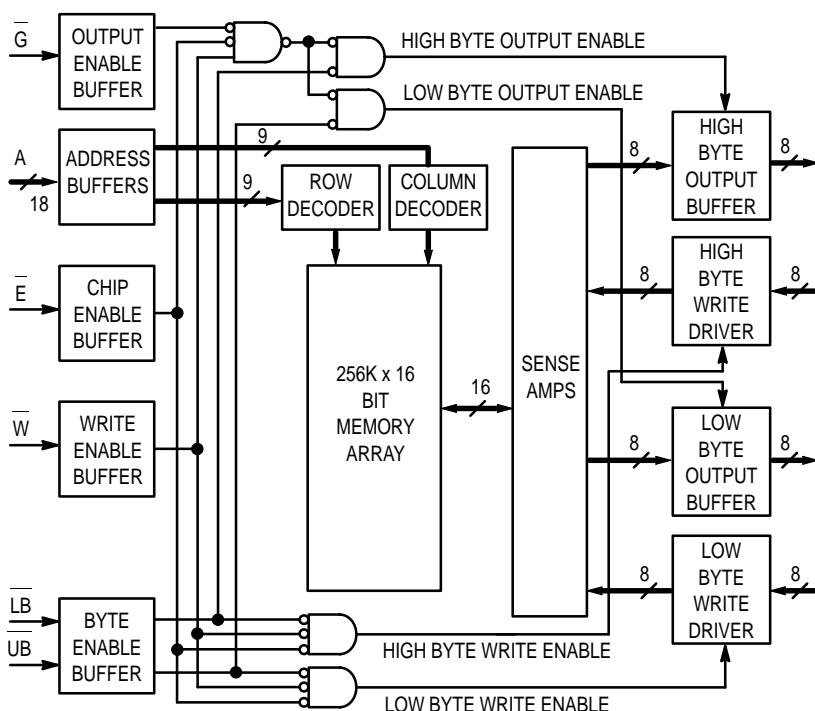 G
OUTPUT
ENABLE
BUFFER
HIGH BYTE OUTPUT ENABLE
LOW BYTE OUTPUT ENABLE
A
18
ADDRESS
BUFFERS
9
9
ROW
DECODER
COLUMN
DECODER
8
HIGH
BYTE
OUTPUT
BUFFER
8
E
CHIP
ENABLE
BUFFER
8
HIGH
BYTE
WRITE
DRIVER
8
256K x 16
BIT
MEMORY
ARRAY
16
SENSE
AMPS
W
WRITE
ENABLE
BUFFER
8
LOW
BYTE
OUTPUT
BUFFER
8
8
LOW
BYTE
WRITE
DRIVER
8
LB
UB
BYTE
ENABLE
BUFFER
HIGH BYTE WRITE ENABLE
LOW BYTE WRITE ENABLE